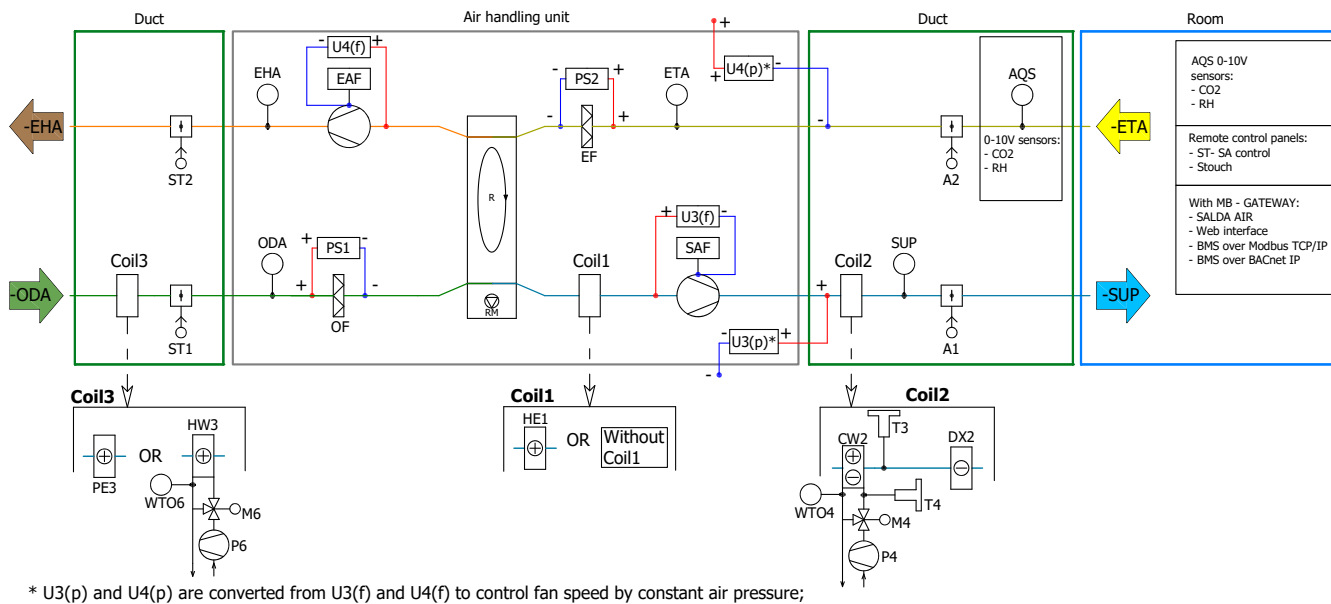 Duct
Air handling unit
Duct
Room
+
- U4(f) +
EHA
EAF
PS2
- +
ETA
+ U4(p)* -
AQS
AQS 0-10V
sensors:
- CO2
- RH
-EHA
ST2
- +
EF
-
A2
0-10V sensors:
- CO2
- RH
-ETA
Remote control panels:
- ST- SA control
- Stouch
R
With MB - GATEWAY:
- SALDA AIR
- Web interface
- BMS over Modbus TCP/IP
- BMS over BACnet IP
Coil3
ODA
+ PS1 -
Coil1
+ U3(f) -
SAF
Coil2
SUP
-ODA
ST1
+ -
OF
RM
+
A1
-SUP
- U3(p)* +
-
Coil3
Coil1
Coil2
HW3
OR
PE3
WTO6
M6
P6
HE1
OR
Without
Coil1
T3
CW2
DX2
WTO4
T4
M4
P4
* U3(p) and U4(p) are converted from U3(f) and U4(f) to control fan speed by constant air pressure;